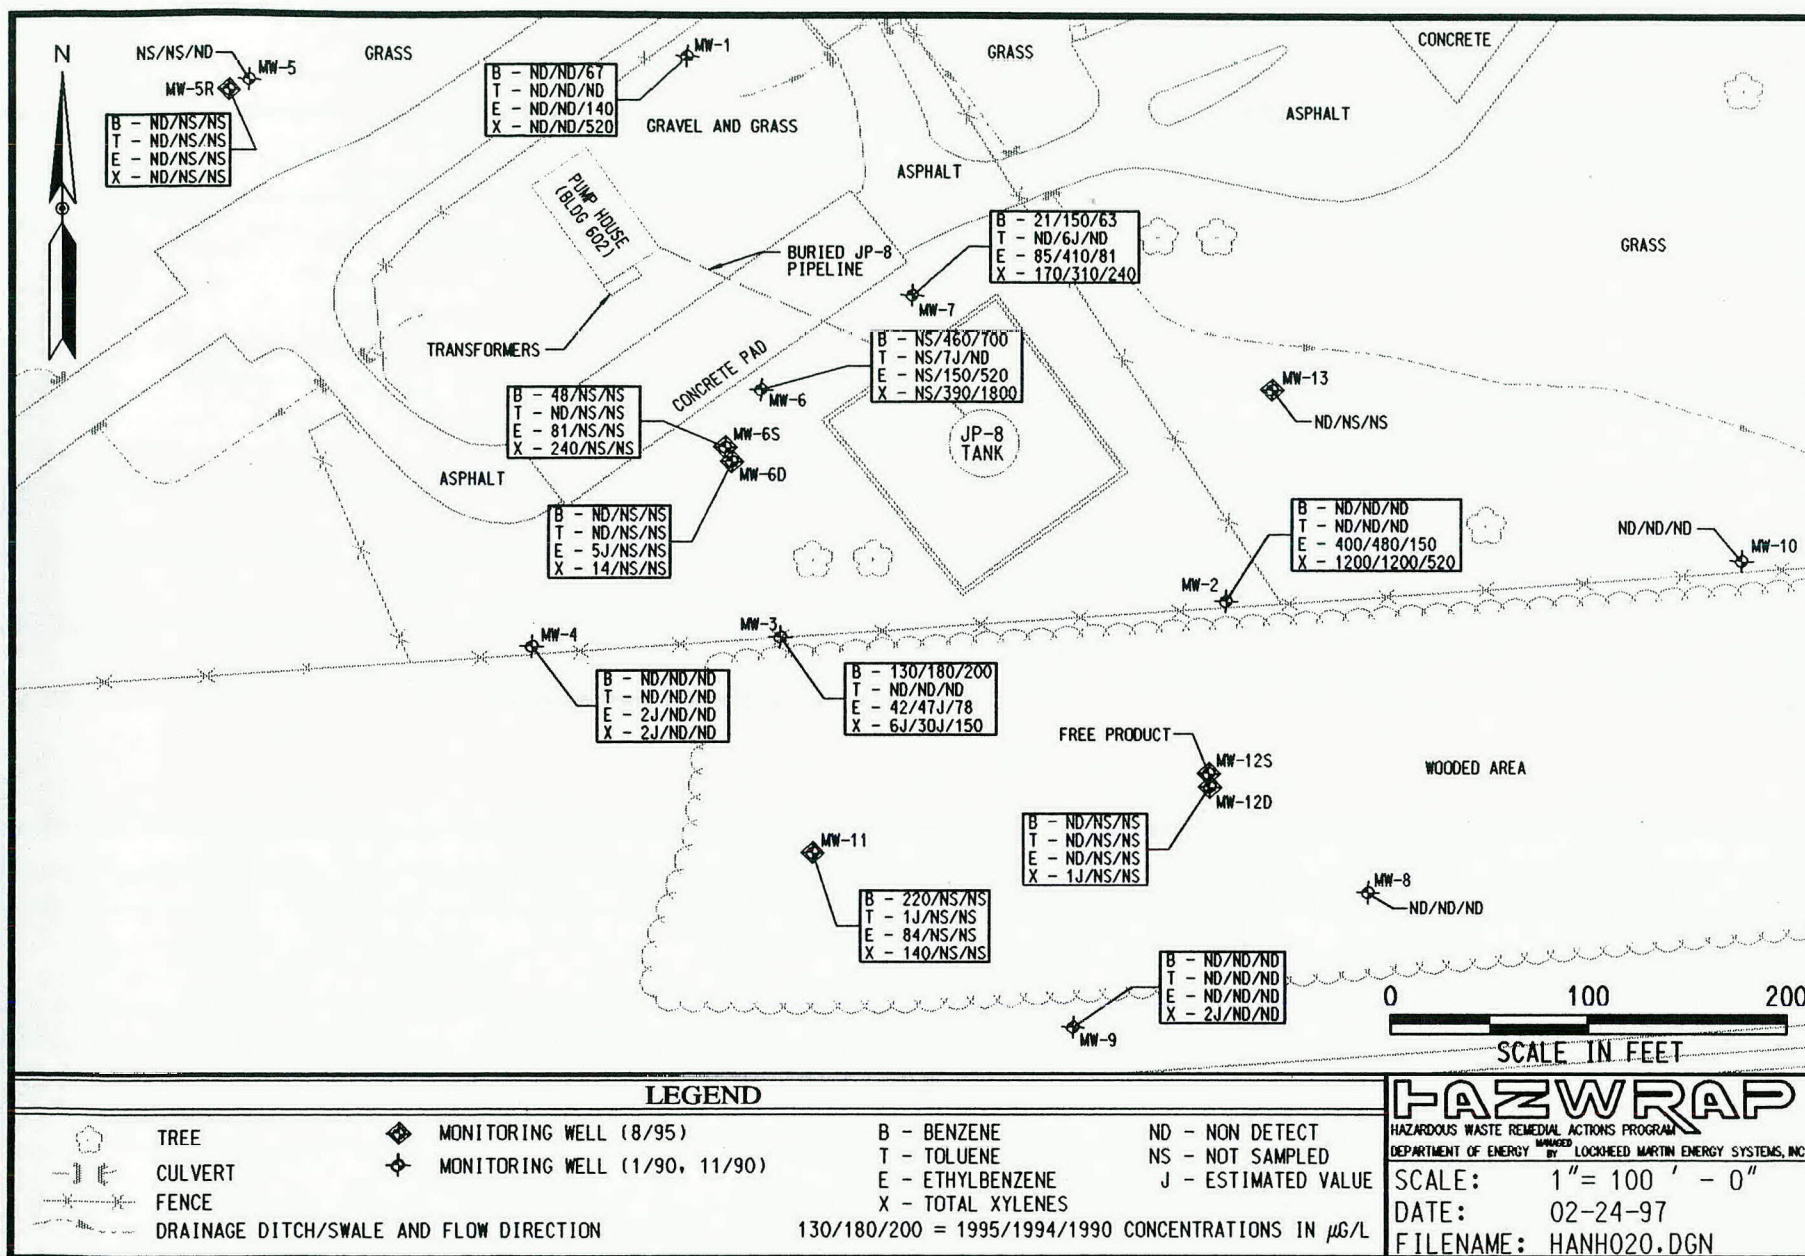 N
NS/NS/ND
MW-5
MW-5R
GRASS
B - ND/NS/NS
T - ND/NS/NS
E - ND/NS/NS
X - ND/NS/NS
MW-1
B - ND/ND/67
T - ND/ND/ND
E - ND/ND/140
X - ND/ND/520
GRAVEL AND GRASS
GRASS
CONCRETE
ASPHALT
ASPHALT
PUMP HOUSE
(BLDG 602)
BURIED JP-8
PIPELINE
B - 21/150/63
T - ND/6J/ND
E - 85/410/81
X - 170/310/240
GRASS
MW-7
TRANSFORMERS
CONCRETE PAD
B - NS/460/700
T - NS/7J/ND
E - NS/150/520
X - NS/390/1800
MW-6
MW-13
ND/NS/NS
B - 48/NS/NS
T - ND/NS/NS
E - 81/NS/NS
X - 240/NS/NS
MW-6S
MW-6D
JP-8
TANK
ASPHALT
B - ND/NS/NS
T - ND/NS/NS
E - 5J/NS/NS
X - 14/NS/NS
B - ND/ND/ND
T - ND/ND/ND
E - 400/480/150
X - 1200/1200/520
ND/ND/ND
MW-10
MW-2
MW-4
MW-3
B - ND/ND/ND
T - ND/ND/ND
E - 2J/ND/ND
X - 2J/ND/ND
B - 130/180/200
T - ND/ND/ND
E - 42/47J/78
X - 6J/30J/150
FREE PRODUCT
MW-12S
MW-12D
WOODED AREA
B - ND/NS/NS
T - ND/NS/NS
E - ND/NS/NS
X - 1J/NS/NS
MW-11
MW-8
ND/ND/ND
B - 220/NS/NS
T - 1J/NS/NS
E - 84/NS/NS
X - 140/NS/NS
B - ND/ND/ND
T - ND/ND/ND
E - ND/ND/ND
X - 2J/ND/ND
MW-9
0 100 200
SCALE IN FEET
LEGEND
TREE
CULVERT
FENCE
DRAINAGE DITCH/SWALE AND FLOW DIRECTION
MONITORING WELL (8/95)
MONITORING WELL (1/90, 11/90)
B - BENZENE
T - TOLUENE
E - ETHYLBENZENE
X - TOTAL XYLENES
ND - NON DETECT
NS - NOT SAMPLED
J - ESTIMATED VALUE
130/180/200 = 1995/1994/1990 CONCENTRATIONS IN µG/L
HAZWRAP
HAZARDOUS WASTE REMEDIAL ACTIONS PROGRAM
DEPARTMENT OF ENERGY MANAGED BY LOCKHEED MARTIN ENERGY SYSTEMS, INC
SCALE: 1"= 100 ' - 0"
DATE: 02-24-97
FILENAME: HANH020.DGN